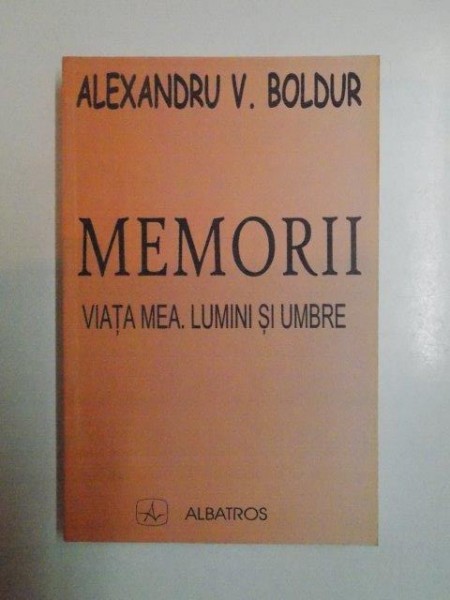 ALEXANDRU V. BOLDUR
MEMORII
VIAȚA MEA. LUMINI ȘI UMBRE
ALBATROS